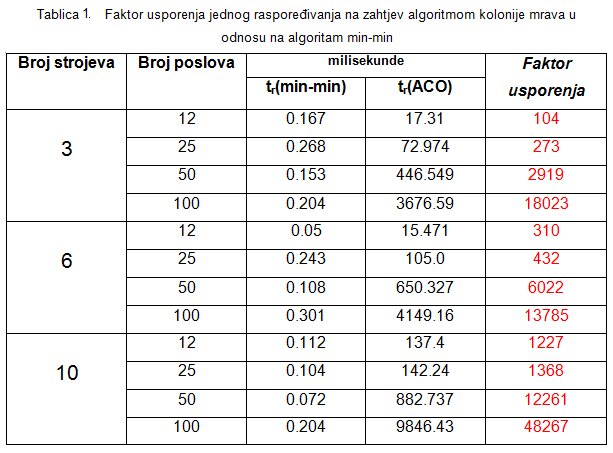 Tablica 1. Faktor usporenja jednog raspoređivanja na zahtjev algoritmom kolonije mrava u
odnosu na algoritam min-min
Broj strojeva Broj poslova milisekunde Faktor usporenja
tr(min-min) tr(ACO)
3 12 0.167 17.31 104
25 0.268 72.974 273
50 0.153 446.549 2919
100 0.204 3676.59 18023
6 12 0.05 15.471 310
25 0.243 105.0 432
50 0.108 650.327 6022
100 0.301 4149.16 13785
10 12 0.112 137.4 1227
25 0.104 142.24 1368
50 0.072 882.737 12261
100 0.204 9846.43 48267